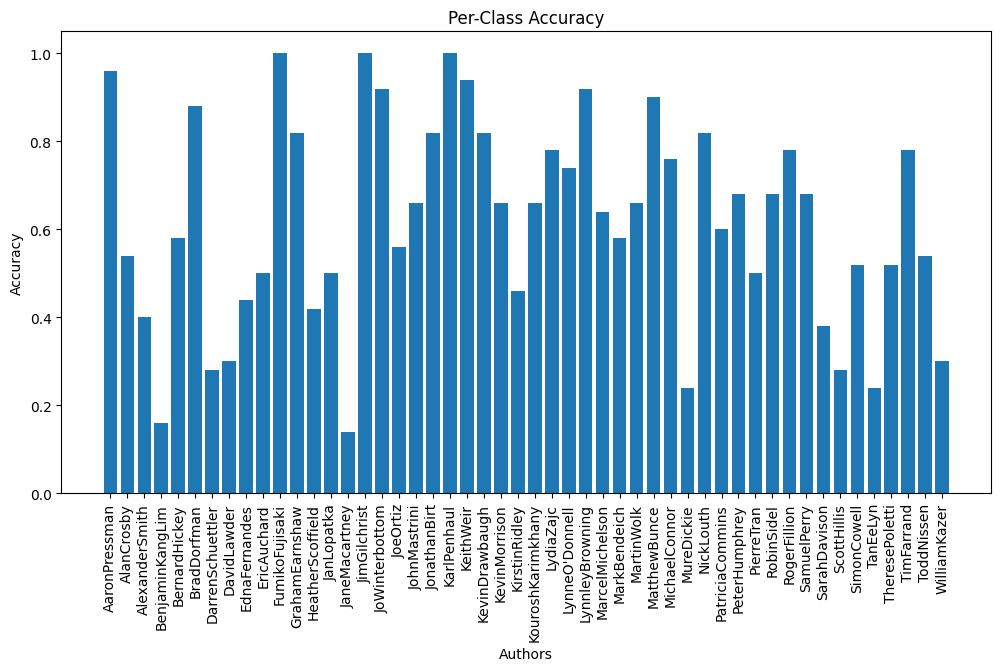 Per-Class Accuracy
Accuracy
1.0
0.8
0.6
0.4
0.2
0.0
AaronPressman
AlanCrosby
AlexanderSmith
BenjaminKangLim
BernardHickey
BradDorfman
DarrenSchuettler
DavidLawder
EdnaFernandes
EricAuchard
FumikoFujisaki
GrahamEarnshaw
HeatherScoffield
JanLopatka
JaneMacartney
JimGilchrist
JoWinterbottom
JoeOrtiz
JohnMastrini
JonathanBirt
KarlPenhaul
KeithWeir
KevinDrawbaugh
KevinMorrison
KirstinRidley
KouroshKarimkhany
LydiaZajc
LynneO'Donnell
LynnleyBrowning
MarcelMichelson
MarkBendeich
MartinWolk
MatthewBunce
MichaelConnor
MureDickie
NickLouth
PatriciaCommins
PeterHumphrey
PierreTran
RobinSidel
RogerFillion
SamuelPerry
SarahDavison
ScottHillis
SimonCowell
TanEeLyn
TheresePoletti
TimFarrand
ToddNissen
WilliamKazer
Authors